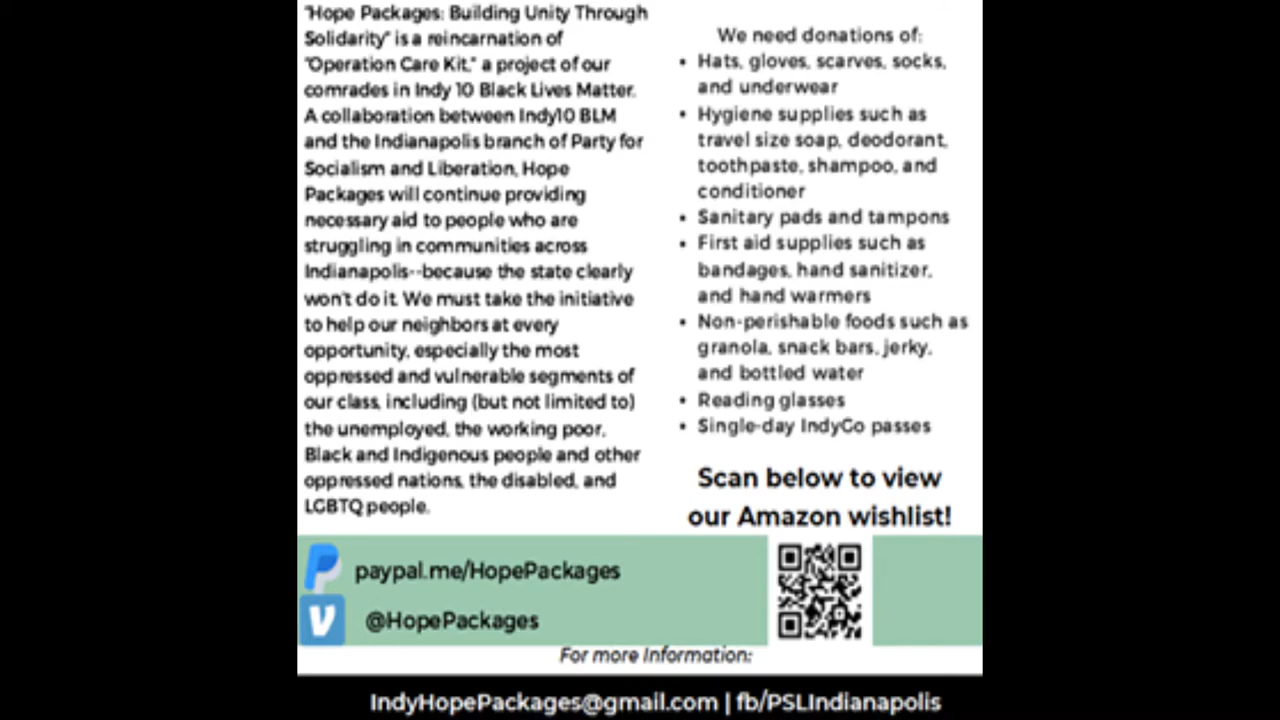 "Hope Packages: Building Unity Through
Solidarity" is a reincarnation of
"Operation Care Kit," a project of our
comrades in Indy 10 Black Lives Matter.
A collaboration between Indy10 BLM
and the Indianapolis branch of Party for
Socialism and Liberation, Hope
Packages will continue providing
necessary aid to people who are
struggling in communities across
Indianapolis--because the state clearly
won't do it. We must take the initiative
to help our neighbors at every
opportunity, especially the most
oppressed and vulnerable segments of
our class, including (but not limited to)
the unemployed, the working poor,
Black and Indigenous people and other
oppressed nations, the disabled, and
LGBTQ people.
We need donations of:
• Hats, gloves, scarves, socks,
and underwear
• Hygiene supplies such as
travel size soap, deodorant,
toothpaste, shampoo, and
conditioner
• Sanitary pads and tampons
• First aid supplies such as
bandages, hand sanitizer,
and hand warmers
• Non-perishable foods such as
granola, snack bars, jerky,
and bottled water
• Reading glasses
• Single-day IndyGo passes
Scan below to view
our Amazon wishlist!
paypal.me/HopePackages
@HopePackages
For more Information:
IndyHopePackages@gmail.com | fb/PSLIndianapolis